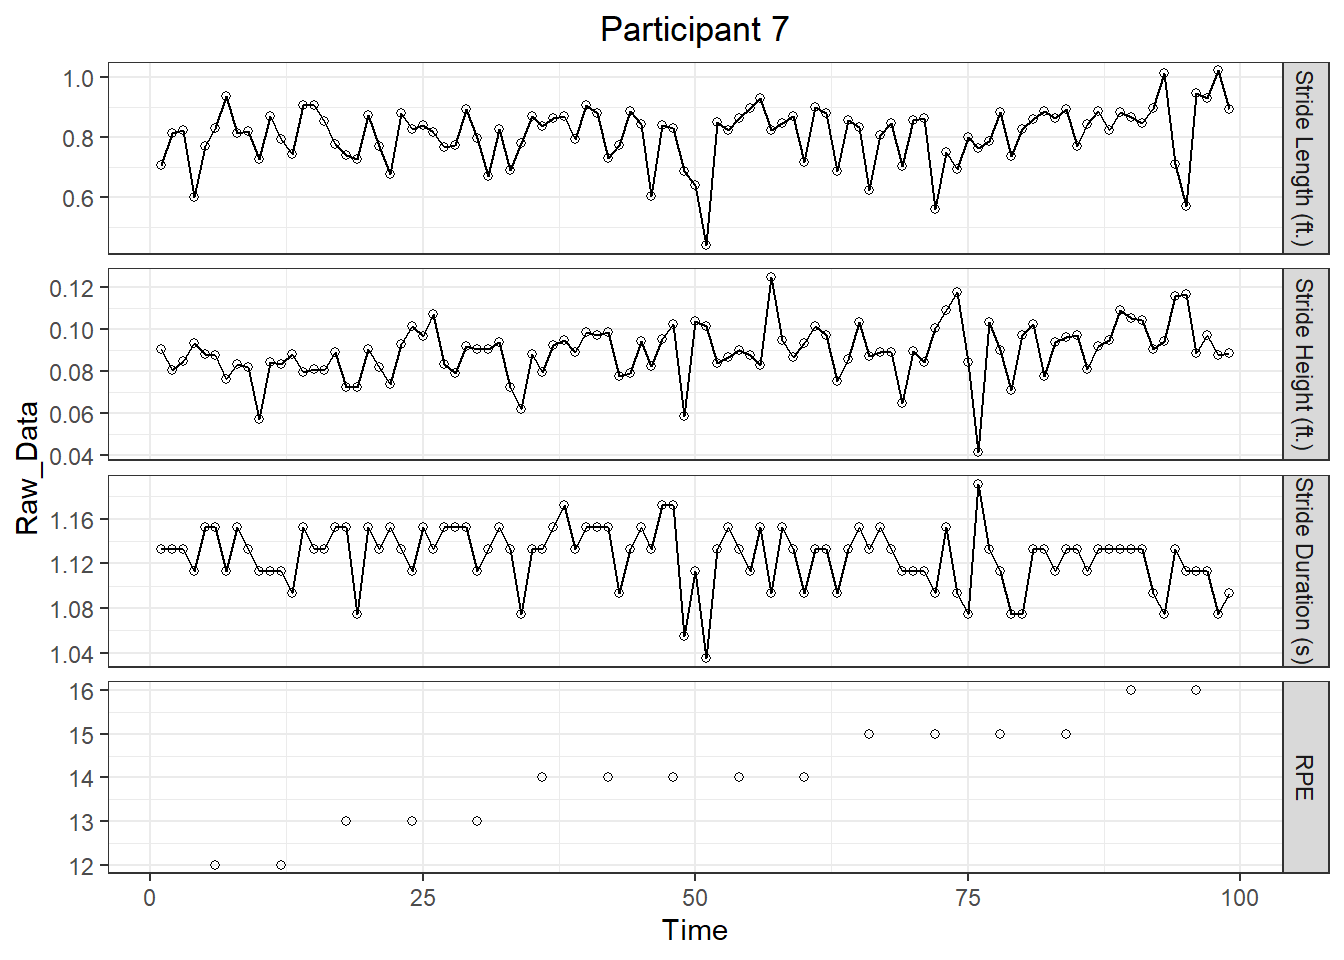 Participant 7
1.0
0.8
0.6
Stride Length (ft.)
0.12
0.10
0.08
0.06
0.04
Stride Height (ft.)
Raw_Data
1.16
1.12
1.08
1.04
Stride Duration (s)
16
15
14
13
12
RPE
0 25 50 75 100
Time